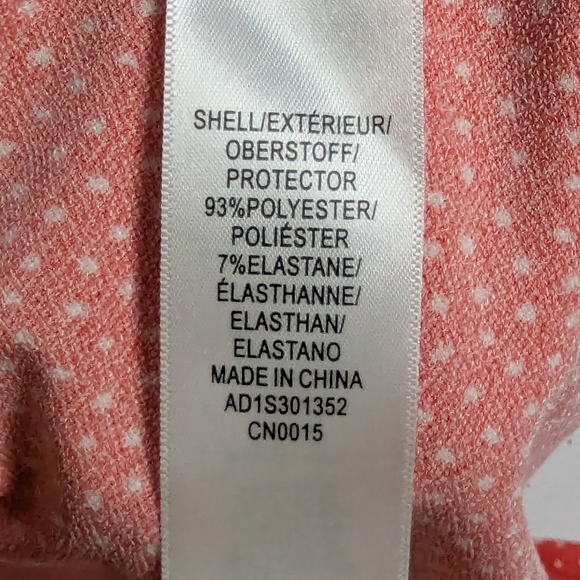 SHELL/EXTÉRIEUR/
OBERSTOFF/
PROTECTOR
93%POLYESTER/
POLIÉSTER
7%ELASTANE/
ÉLASTHANNE/
ELASTHAN/
ELASTANO
MADE IN CHINA
AD1S301352
CN0015